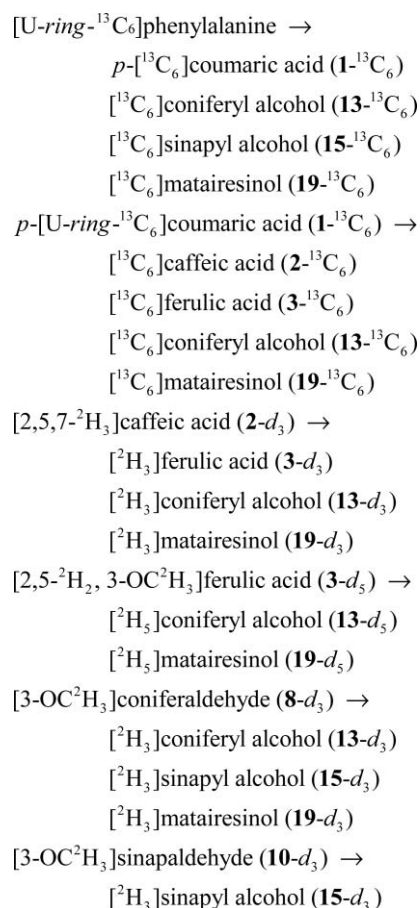 [U-ring-¹³C₆]phenylalanine →
p-[¹³C₆]coumaric acid (1-¹³C₆)
[¹³C₆]coniferyl alcohol (13-¹³C₆)
[¹³C₆]sinapyl alcohol (15-¹³C₆)
[¹³C₆]matairesinol (19-¹³C₆)
p-[U-ring-¹³C₆]coumaric acid (1-¹³C₆) →
[¹³C₆]caffeic acid (2-¹³C₆)
[¹³C₆]ferulic acid (3-¹³C₆)
[¹³C₆]coniferyl alcohol (13-¹³C₆)
[¹³C₆]matairesinol (19-¹³C₆)
[2,5,7-²H₃]caffeic acid (2-d₃) →
[²H₃]ferulic acid (3-d₃)
[²H₃]coniferyl alcohol (13-d₃)
[²H₃]matairesinol (19-d₃)
[2,5-²H₂, 3-OC²H₃]ferulic acid (3-d₅) →
[²H₅]coniferyl alcohol (13-d₅)
[²H₅]matairesinol (19-d₅)
[3-OC²H₃]coniferaldehyde (8-d₃) →
[²H₃]coniferyl alcohol (13-d₃)
[²H₃]sinapyl alcohol (15-d₃)
[²H₃]matairesinol (19-d₃)
[3-OC²H₃]sinapaldehyde (10-d₃) →
[²H₃]sinapyl alcohol (15-d₃)